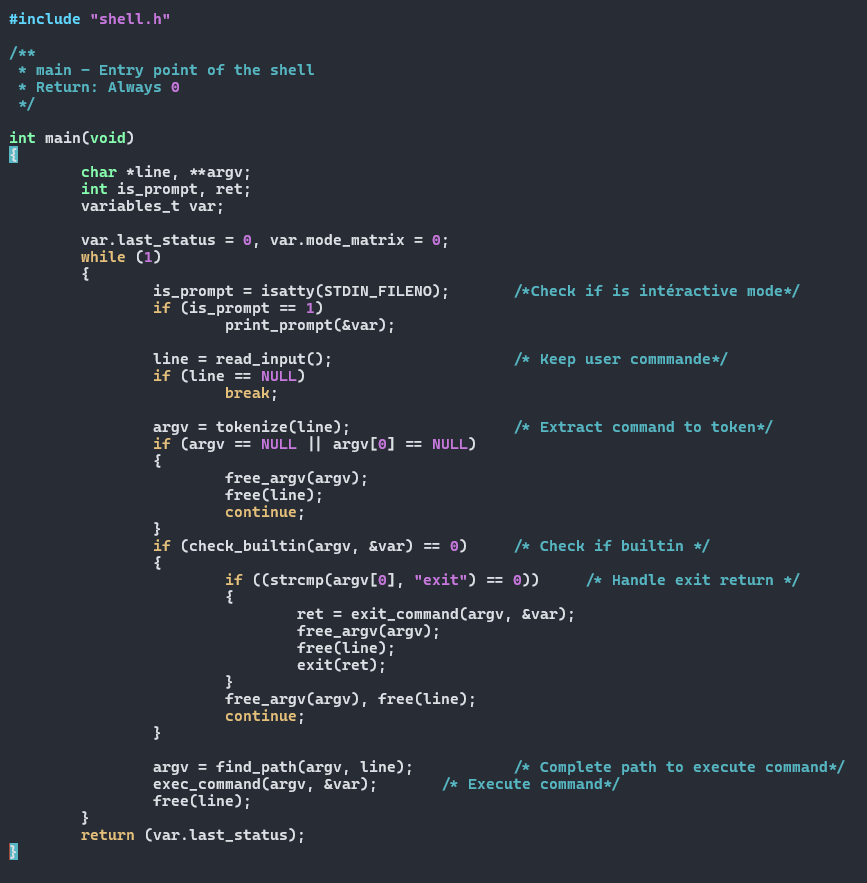 #include "shell.h"

/**
 * main – Entry point of the shell
 * Return: Always 0
 */

int main(void)
{
        char *line, **argv;
        int is_prompt, ret;
        variables_t var;

        var.last_status = 0, var.mode_matrix = 0;
        while (1)
        {
                is_prompt = isatty(STDIN_FILENO);       /*Check if is intéractive mode*/
                if (is_prompt == 1)
                        print_prompt(&var);

                line = read_input();                    /* Keep user commmande*/
                if (line == NULL)
                        break;

                argv = tokenize(line);                  /* Extract command to token*/
                if (argv == NULL || argv[0] == NULL)
                {
                        free_argv(argv);
                        free(line);
                        continue;
                }
                if (check_builtin(argv, &var) == 0)     /* Check if builtin */
                {
                        if ((strcmp(argv[0], "exit") == 0))     /* Handle exit return */
                        {
                                ret = exit_command(argv, &var);
                                free_argv(argv);
                                free(line);
                                exit(ret);
                        }
                        free_argv(argv), free(line);
                        continue;
                }

                argv = find_path(argv, line);           /* Complete path to execute command*/
                exec_command(argv, &var);       /* Execute command*/
                free(line);
        }
        return (var.last_status);
}